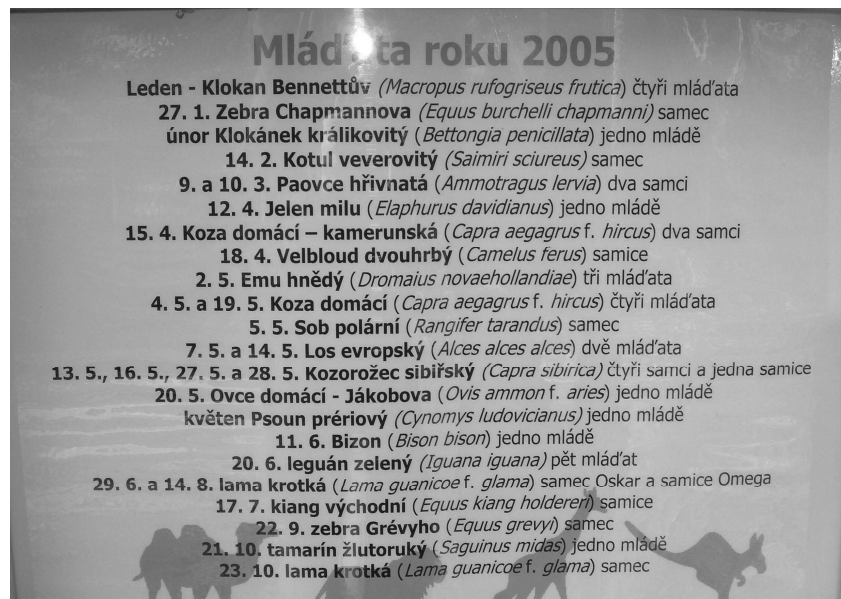 Mláďata roku 2005
Leden - Klokan Bennettův (Macropus rufogriseus frutica) čtyři mláďata
27. 1. Zebra Chapmannova (Equus burchelli chapmanni) samec
únor Klokánek králikovitý (Bettongia penicillata) jedno mládě
14. 2. Kotul veverovitý (Saimiri sciureus) samec
9. a 10. 3. Paovce hřivnatá (Ammotragus lervia) dva samci
12. 4. Jelen milu (Elaphurus davidianus) jedno mládě
15. 4. Koza domácí – kamerunská (Capra aegagrus f. hircus) dva samci
18. 4. Velbloud dvouhrbý (Camelus ferus) samice
2. 5. Emu hnědý (Dromaius novaehollandiae) tři mláďata
4. 5. a 19. 5. Koza domácí (Capra aegagrus f. hircus) čtyři mláďata
5. 5. Sob polární (Rangifer tarandus) samec
7. 5. a 14. 5. Los evropský (Alces alces alces) dvě mláďata
13. 5., 16. 5., 27. 5. a 28. 5. Kozorožec sibiřský (Capra sibirica) čtyři samci a jedna samice
20. 5. Ovce domácí - Jákobova (Ovis ammon f. aries) jedno mládě
květen Psoun prériový (Cynomys ludovicianus) jedno mládě
11. 6. Bizon (Bison bison) jedno mládě
20. 6. leguán zelený (Iguana iguana) pět mláďat
29. 6. a 14. 8. lama krotká (Lama guanicoe f. glama) samec Oskar a samice Omega
17. 7. kiang východní (Equus kiang holdereri) samice
22. 9. zebra Grévyho (Equus grevyi) samec
21. 10. tamarín žlutoruký (Saguinus midas) jedno mládě
23. 10. lama krotká (Lama guanicoe f. glama) samec